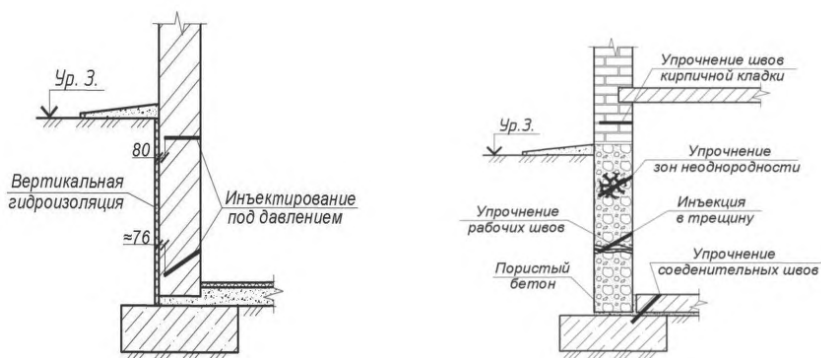 Ур. З.
80
Вертикальная
гидроизоляция
≈76
Инъектирование
под давлением
Упрочнение швов
кирпичной кладки
Ур.З.
Упрочнение
зон неоднородности
Упрочнение
рабочих швов
Инъекция
в трещину
Пористый
бетон
Упрочнение
соеденительных швов